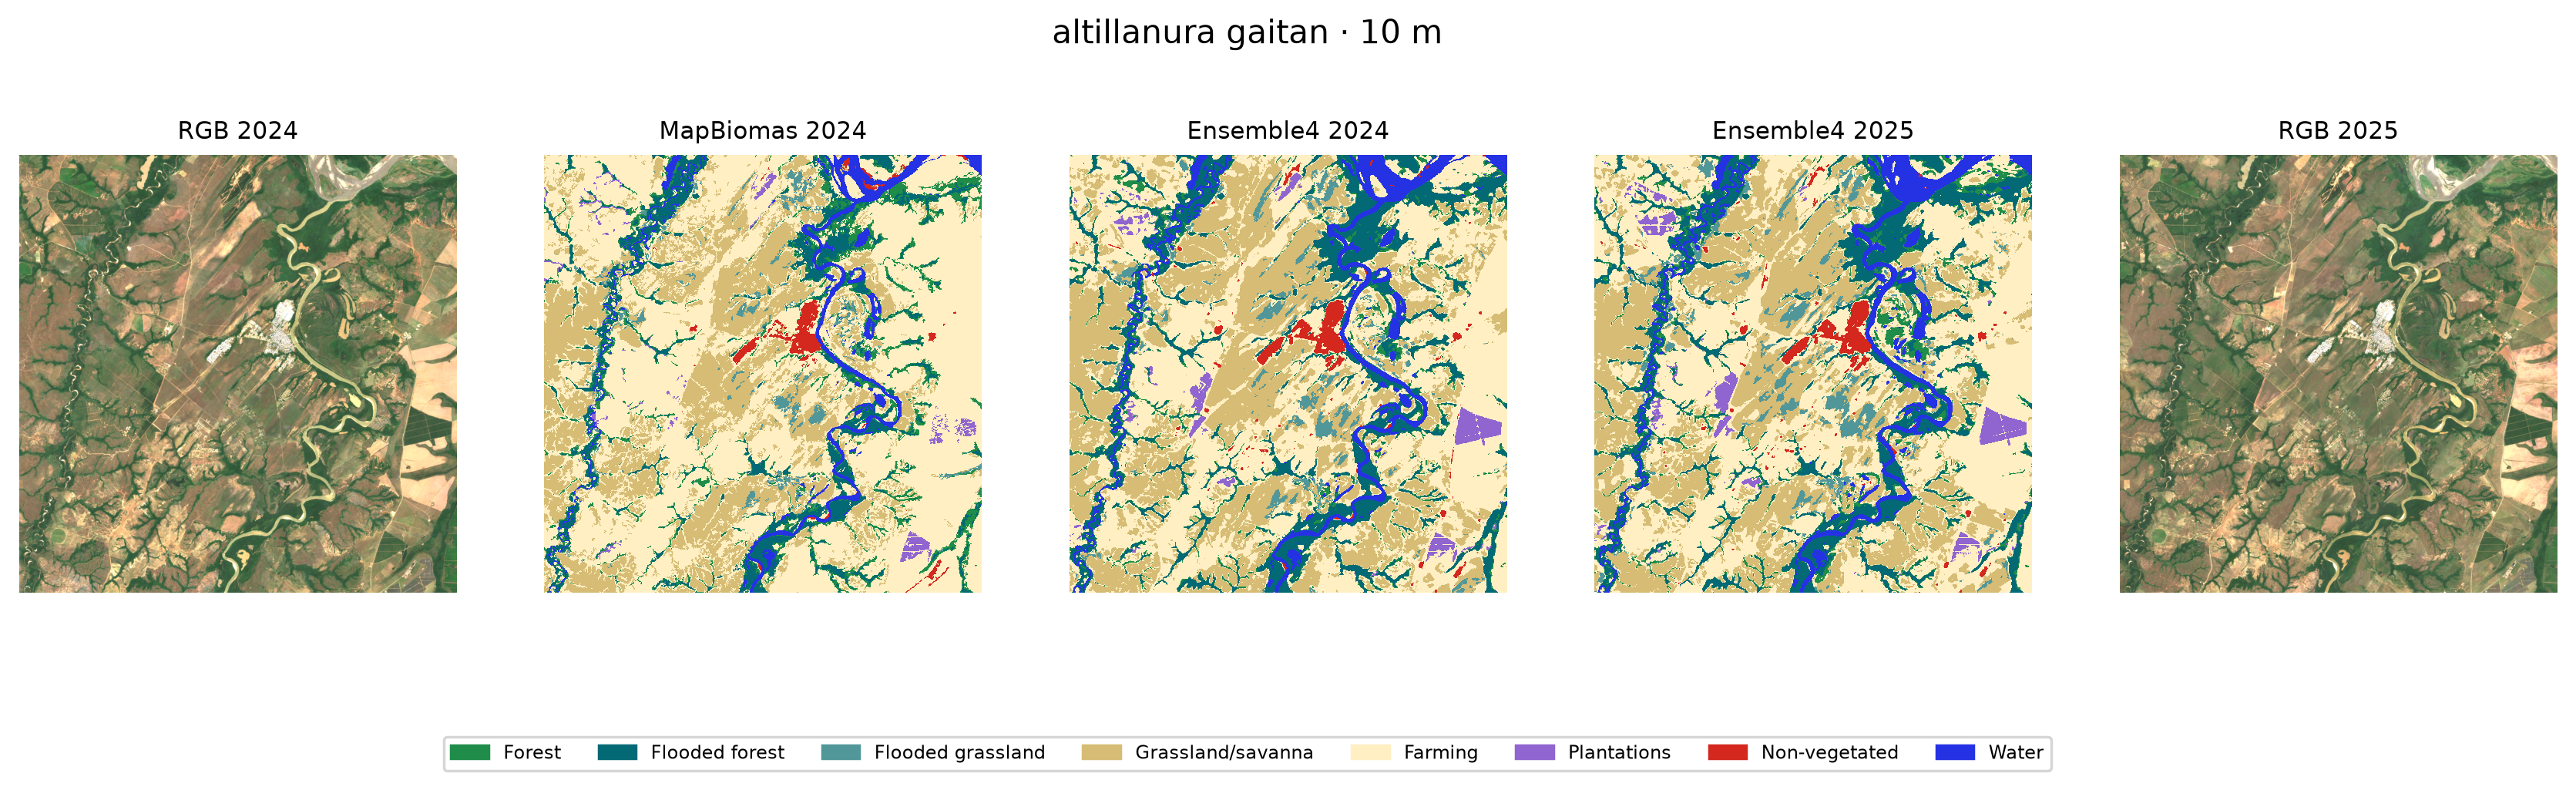 altillanura gaitan · 10 m
RGB 2024
MapBiomas 2024
Ensemble4 2024
Ensemble4 2025
RGB 2025
Forest
Flooded forest
Flooded grassland
Grassland/savanna
Farming
Plantations
Non-vegetated
Water